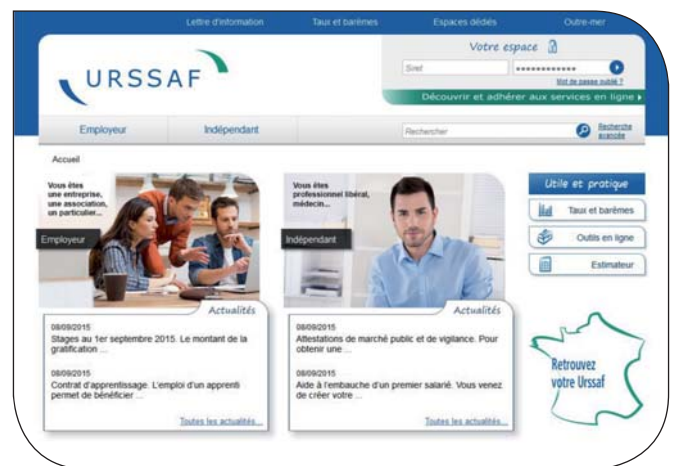 Lettre d'information Taux et barèmes Espaces dédiés Outre-mer
URSSAF
Votre espace
Siret ••••••••••••
Mot de passe oublié ?
Découvrir et adhérer aux services en ligne
Employeur Indépendant Rechercher Recherche avancée
Accueil
Vous êtes
une entreprise,
une association,
un particulier...
Employeur
Actualités
08/09/2015
Stages au 1er septembre 2015. Le montant de la
gratification ...
08/09/2015
Contrat d'apprentissage. L'emploi d'un apprenti
permet de bénéficier ...
Toutes les actualités...
Vous êtes
professionnel libéral,
médecin...
Indépendant
Actualités
08/09/2015
Attestations de marché public et de vigilance. Pour
obtenir une ...
08/09/2015
Aide à l'embauche d'un premier salarié. Vous venez
de créer votre ...
Toutes les actualités...
Utile et pratique
Taux et barèmes
Outils en ligne
Estimateur
Retrouvez
votre Urssaf